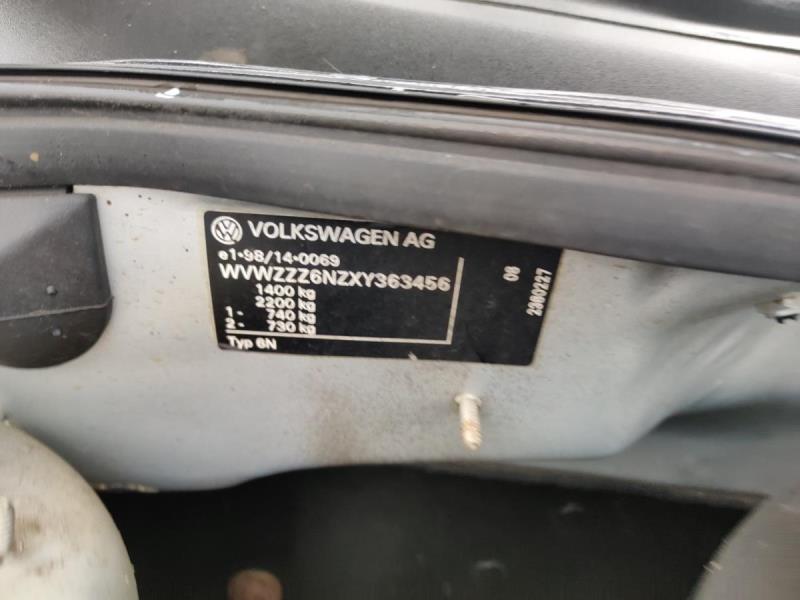 VOLKSWAGEN AG
e1*98/14*0069
WVWZZZ6NZXY363456
1400 kg
2200 kg
1 - 740 kg
2 - 730 kg
Typ 6N
08
2380227